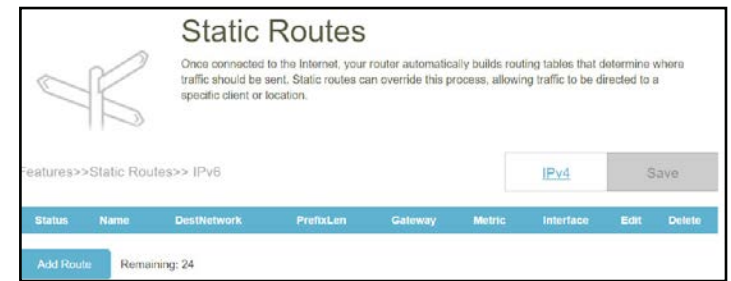 Static Routes
Once connected to the Internet, your router automatically builds routing tables that determine where
traffic should be sent. Static routes can override this process, allowing traffic to be directed to a
specific client or location.
Features>>Static Routes>> IPv6
IPv4
Save
Status Name DestNetwork PrefixLen Gateway Metric Interface Edit Delete
Add Route Remaining: 24